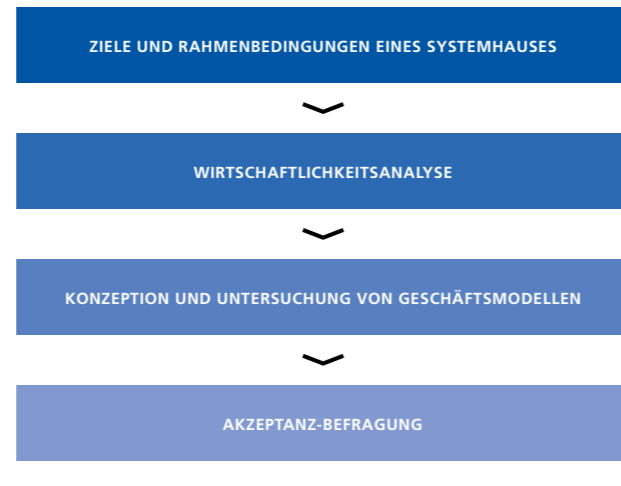 ZIELE UND RAHMENBEDINGUNGEN EINES SYSTEMHAUSES
WIRTSCHAFTLICHKEITSANALYSE
KONZEPTION UND UNTERSUCHUNG VON GESCHÄFTSMODELLEN
AKZEPTANZ-BEFRAGUNG